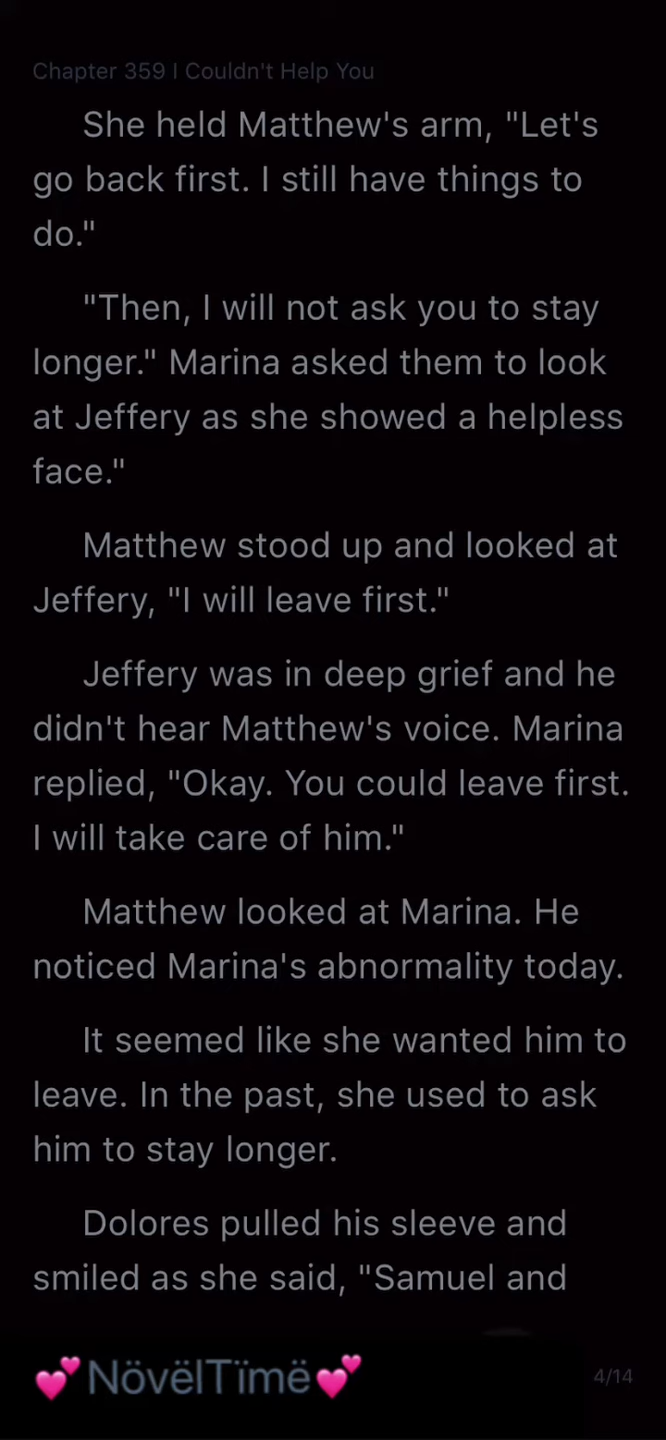 Chapter 359 I Couldn't Help You
She held Matthew's arm, "Let's
go back first. I still have things to
do."
"Then, I will not ask you to stay
longer." Marina asked them to look
at Jeffery as she showed a helpless
face."
Matthew stood up and looked at
Jeffery, "I will leave first."
Jeffery was in deep grief and he
didn't hear Matthew's voice. Marina
replied, "Okay. You could leave first.
I will take care of him."
Matthew looked at Marina. He
noticed Marina's abnormality today.
It seemed like she wanted him to
leave. In the past, she used to ask
him to stay longer.
Dolores pulled his sleeve and
smiled as she said, "Samuel and
💕NövëlTïmë💕
4/14